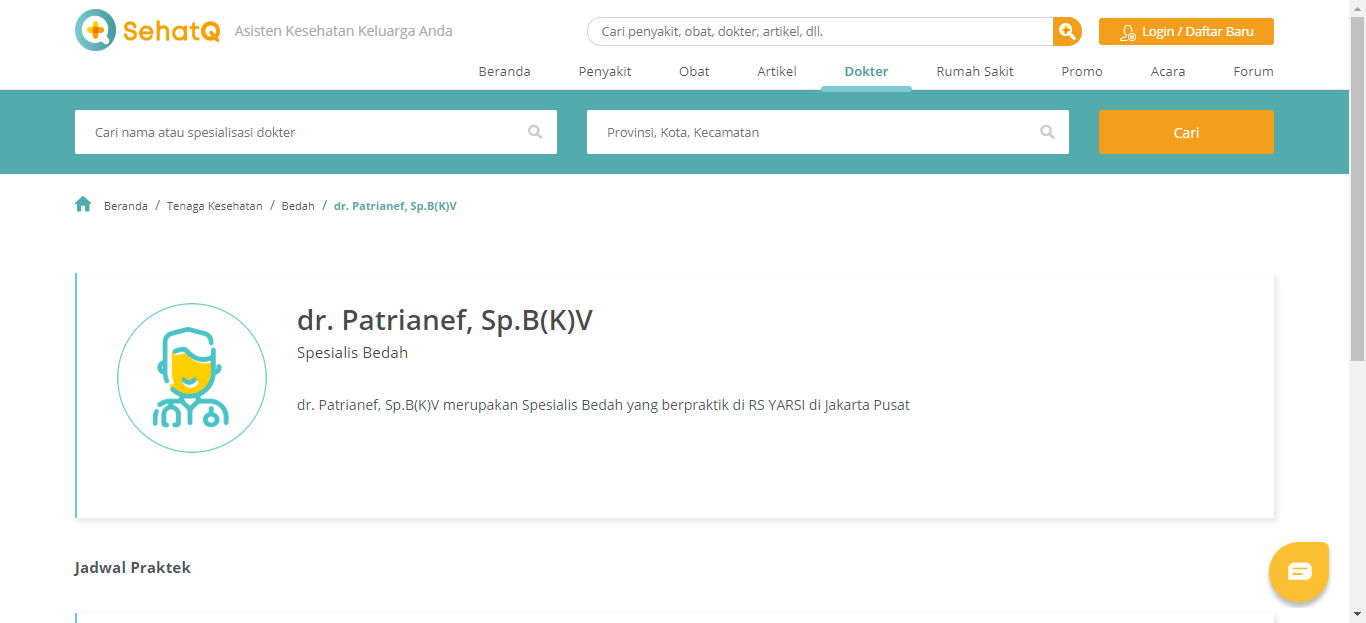 SehatQ Asisten Kesehatan Keluarga Anda
Cari penyakit, obat, dokter, artikel, dll.
Login / Daftar Baru
Beranda Penyakit Obat Artikel Dokter Rumah Sakit Promo Acara Forum
Cari nama atau spesialisasi dokter
Provinsi, Kota, Kecamatan
Cari
Beranda / Tenaga Kesehatan / Bedah / dr. Patrianef, Sp.B(K)V
dr. Patrianef, Sp.B(K)V
Spesialis Bedah
dr. Patrianef, Sp.B(K)V merupakan Spesialis Bedah yang berpraktik di RS YARSI di Jakarta Pusat
Jadwal Praktek